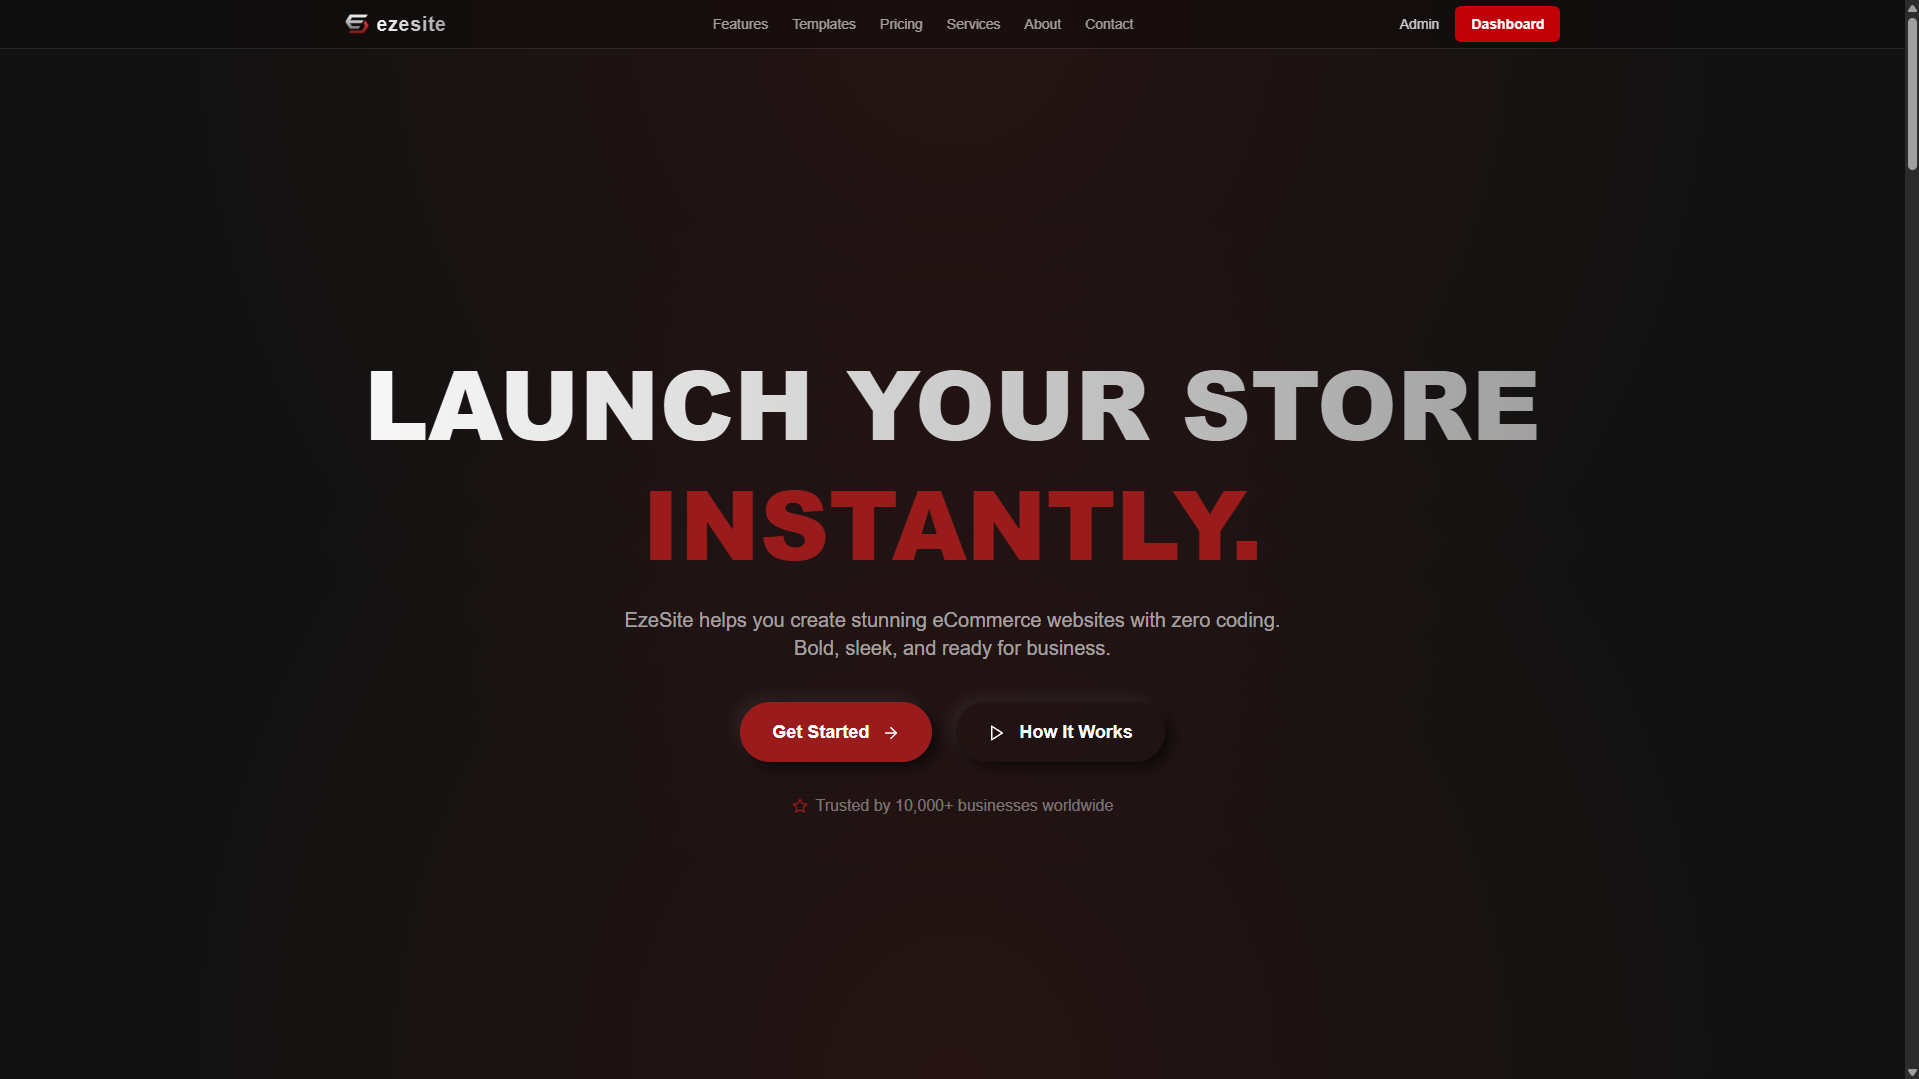 ezesite
Features
Templates
Pricing
Services
About
Contact
Admin
Dashboard
LAUNCH YOUR STORE
INSTANTLY.
EzeSite helps you create stunning eCommerce websites with zero coding.
Bold, sleek, and ready for business.
Get Started
How It Works
Trusted by 10,000+ businesses worldwide